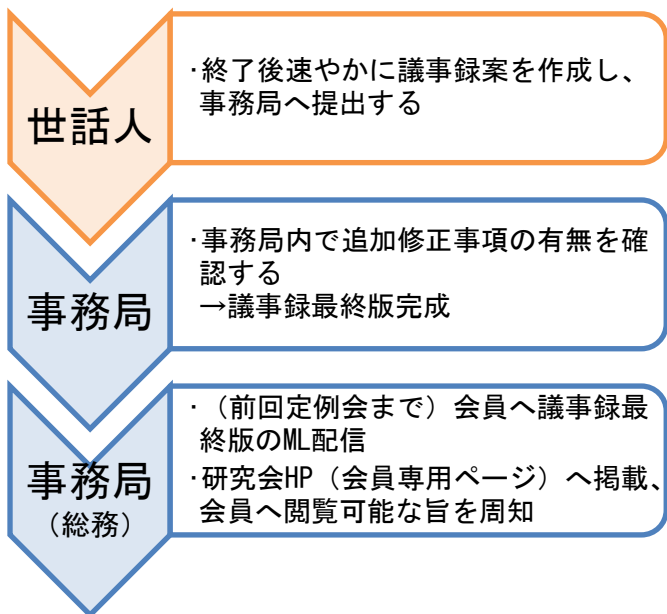 世話人
・終了後速やかに議事録案を作成し、
事務局へ提出する
事務局
・事務局内で追加修正事項の有無を確
認する
→議事録最終版完成
事務局
（総務）
・（前回定例会まで）会員へ議事録最
終版のML配信
・研究会HP（会員専用ページ）へ掲載、
会員へ閲覧可能な旨を周知